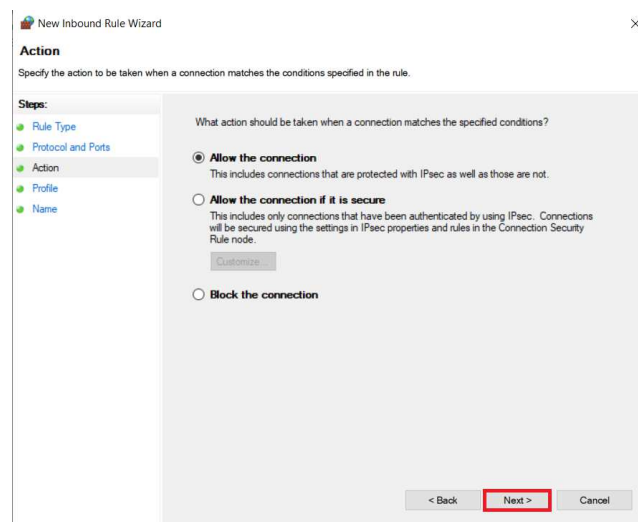 New Inbound Rule Wizard
Action
Specify the action to be taken when a connection matches the conditions specified in the rule.
Steps:
Rule Type
Protocol and Ports
Action
Profile
Name
What action should be taken when a connection matches the specified conditions?
Allow the connection
This includes connections that are protected with IPsec as well as those are not.
Allow the connection if it is secure
This includes only connections that have been authenticated by using IPsec. Connections
will be secured using the settings in IPsec properties and rules in the Connection Security
Rule node.
Customize...
Block the connection
< Back Next > Cancel